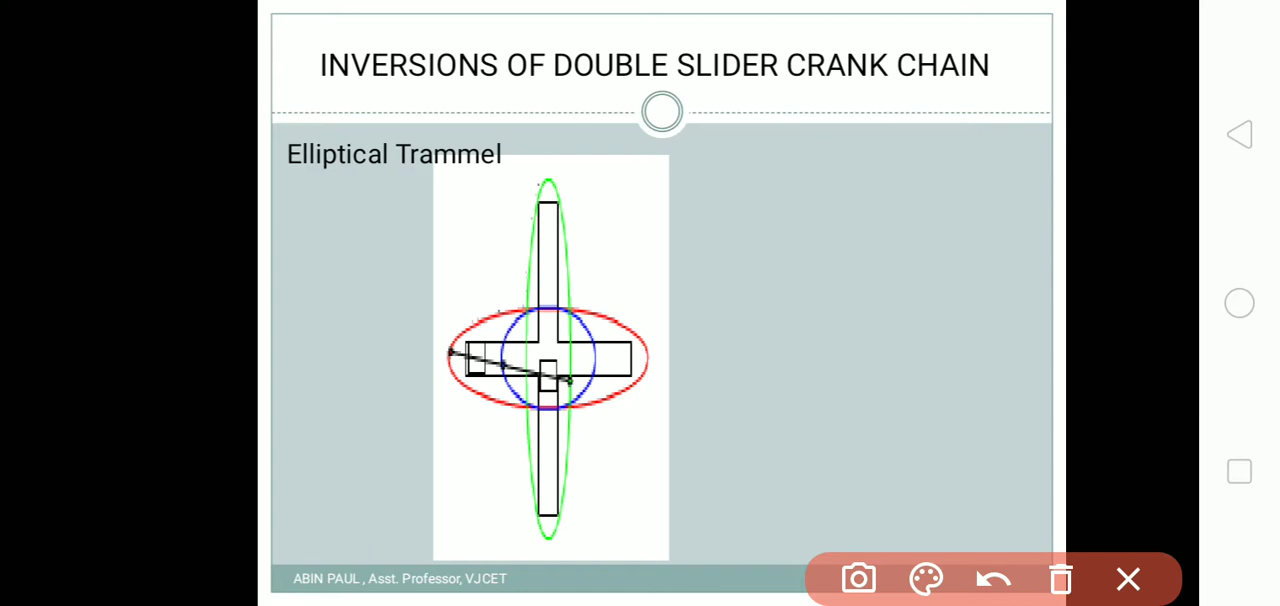 INVERSIONS OF DOUBLE SLIDER CRANK CHAIN
Elliptical Trammel
ABIN PAUL , Asst. Professor, VJCET